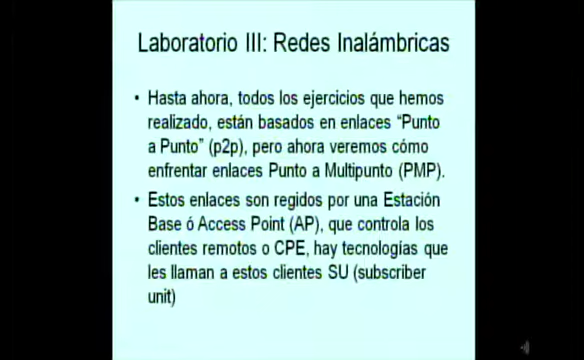 Laboratorio III: Redes Inalámbricas
• Hasta ahora, todos los ejercicios que hemos
realizado, están basados en enlaces “Punto
a Punto” (p2p), pero ahora veremos cómo
enfrentar enlaces Punto a Multipunto (PMP).
• Estos enlaces son regidos por una Estación
Base ó Access Point (AP), que controla los
clientes remotos o CPE, hay tecnologías que
les llaman a estos clientes SU (subscriber
unit)